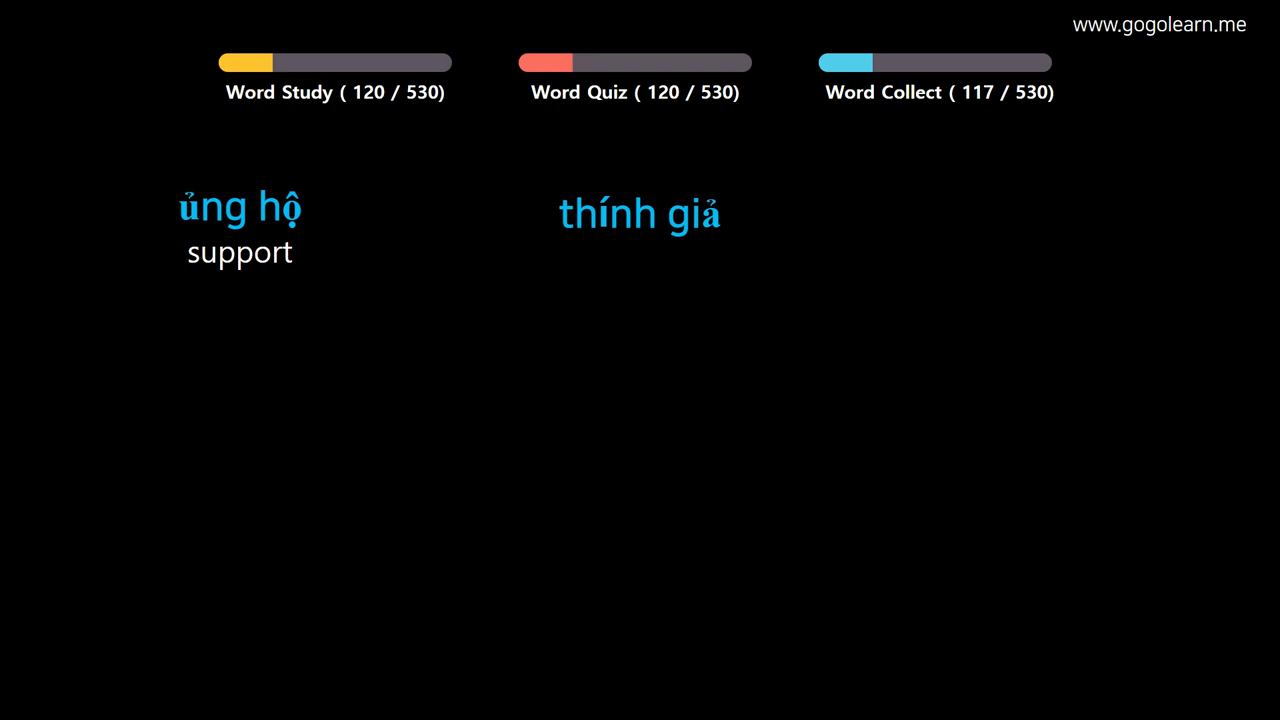 www.gogolearn.me
Word Study ( 120 / 530)
Word Quiz ( 120 / 530)
Word Collect ( 117 / 530)
ủng hộ
support
thính giả